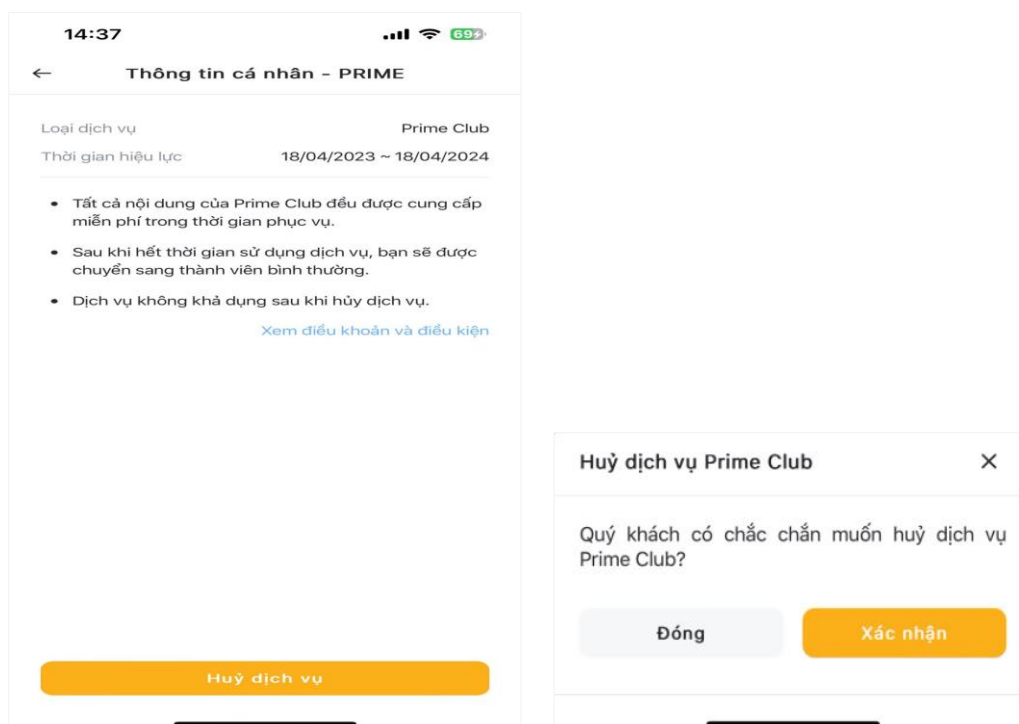 14:37
69
Thông tin cá nhân - PRIME
Loại dịch vụ Prime Club
Thời gian hiệu lực 18/04/2023 ~ 18/04/2024
• Tất cả nội dung của Prime Club đều được cung cấp
miễn phí trong thời gian phục vụ.
• Sau khi hết thời gian sử dụng dịch vụ, bạn sẽ được
chuyển sang thành viên bình thường.
• Dịch vụ không khả dụng sau khi hủy dịch vụ.
Xem điều khoản và điều kiện
Huỷ dịch vụ
Huỷ dịch vụ Prime Club
Quý khách có chắc chắn muốn huỷ dịch vụ
Prime Club?
Đóng Xác nhận